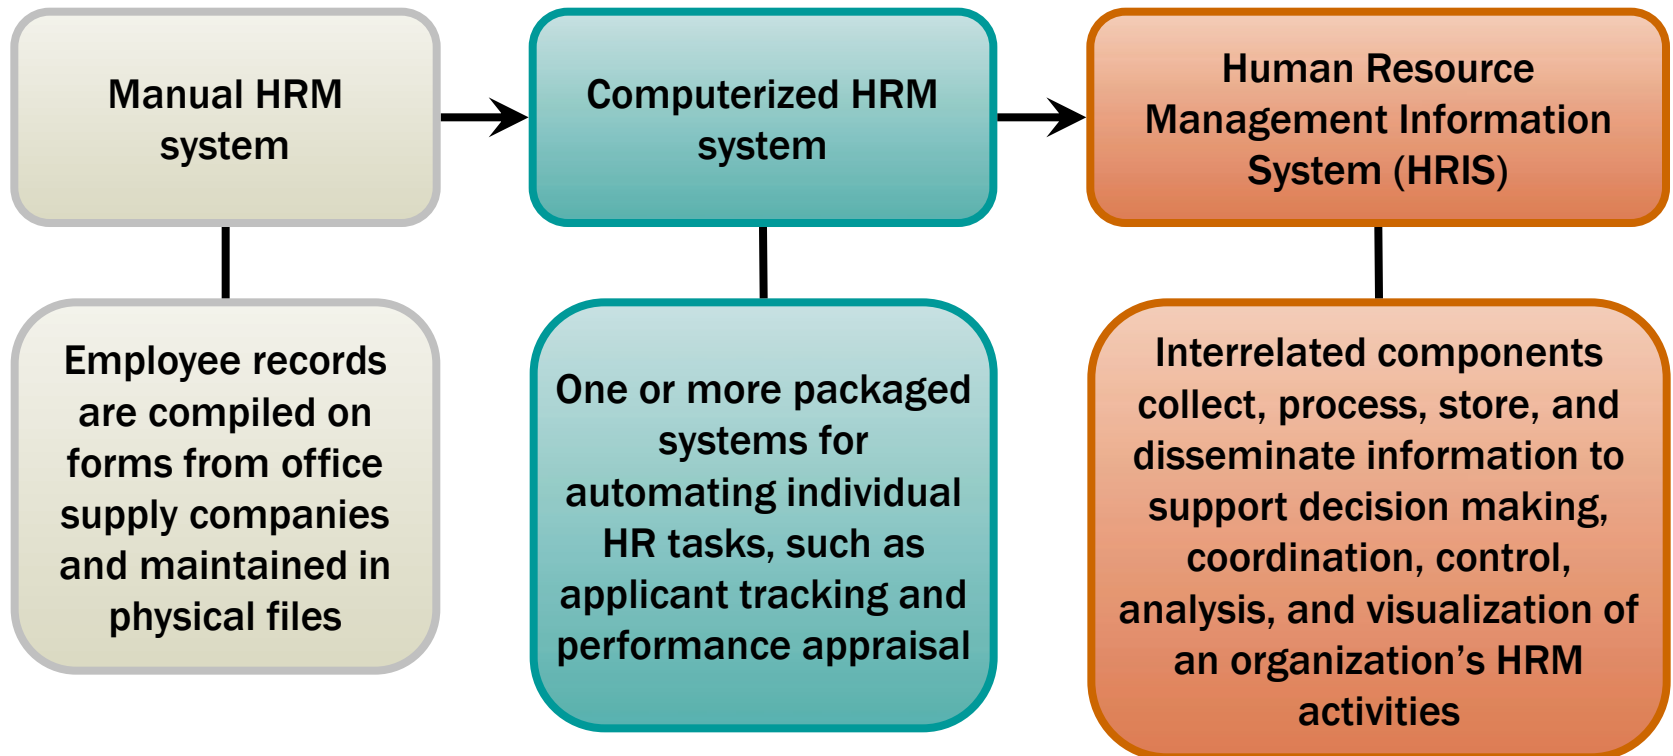 Manual HRM
system
Computerized HRM
system
Human Resource
Management Information
System (HRIS)
Employee records
are compiled on
forms from office
supply companies
and maintained in
physical files
One or more packaged
systems for
automating individual
HR tasks, such as
applicant tracking and
performance appraisal
Interrelated components
collect, process, store, and
disseminate information to
support decision making,
coordination, control,
analysis, and visualization of
an organization’s HRM
activities